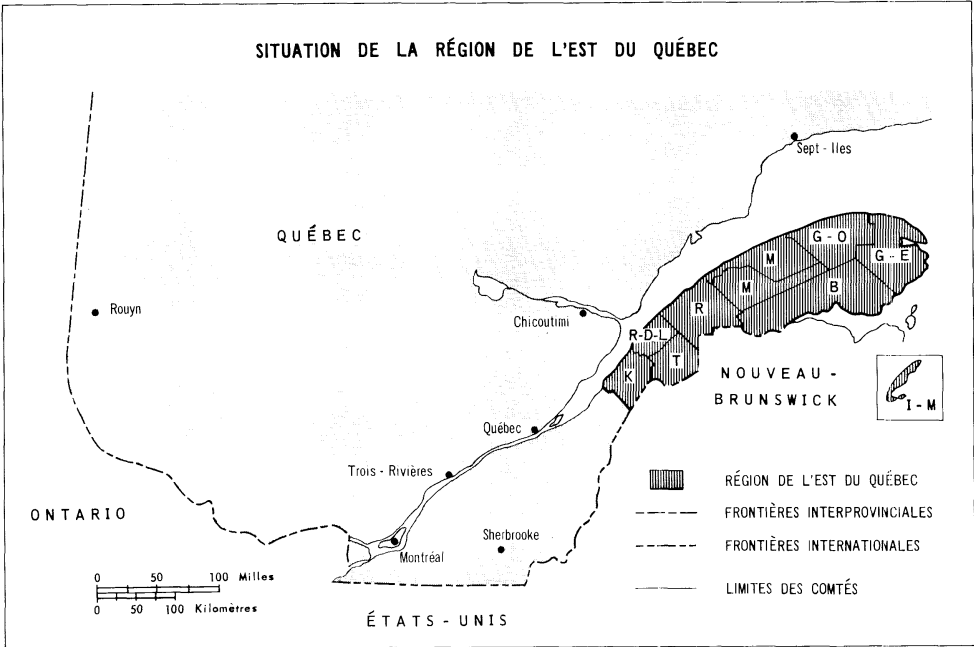 SITUATION DE LA RÉGION DE L'EST DU QUÉBEC
Sept - Iles
QUÉBEC
G - O
M
G - E
M
B
Rouyn
Chicoutimi
R
R-D-L
T
K
NOUVEAU -
BRUNSWICK
I - M
Québec
Trois - Rivières
RÉGION DE L'EST DU QUÉBEC
ONTARIO
FRONTIÈRES INTERPROVINCIALES
Sherbrooke
FRONTIÈRES INTERNATIONALES
Montréal
0 50 100 Milles
0 50 100 Kilomètres
LIMITES DES COMTÉS
ÉTATS - UNIS